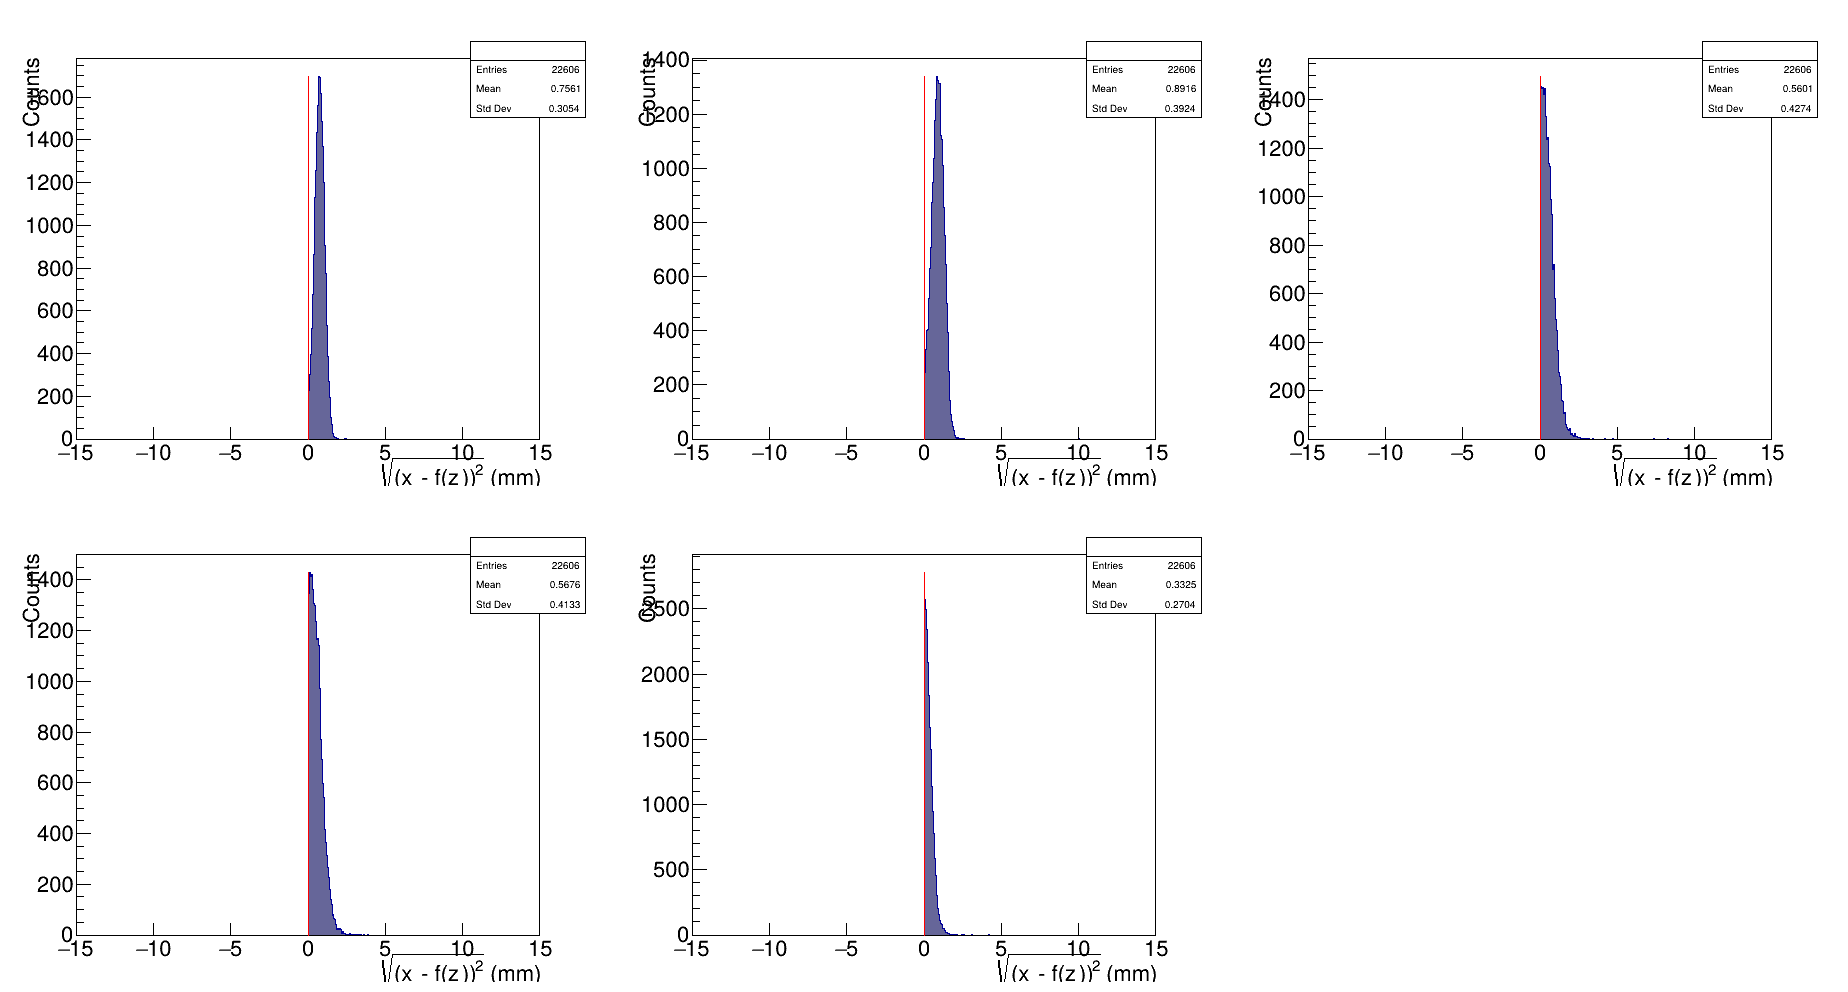 Counts
Entries 22606
Mean 0.7561
Std Dev 0.3054
1600
1400
1200
1000
800
600
400
200
0
−15 −10 −5 0 5 10 15
√(x - f(z))² (mm)
Counts
Entries 22606
Mean 0.8916
Std Dev 0.3924
1400
1200
1000
800
600
400
200
0
−15 −10 −5 0 5 10 15
√(x - f(z))² (mm)
Counts
Entries 22606
Mean 0.5601
Std Dev 0.4274
1400
1200
1000
800
600
400
200
0
−15 −10 −5 0 5 10 15
√(x - f(z))² (mm)
Counts
Entries 22606
Mean 0.5676
Std Dev 0.4133
1400
1200
1000
800
600
400
200
0
−15 −10 −5 0 5 10 15
√(x - f(z))² (mm)
Counts
Entries 22606
Mean 0.3325
Std Dev 0.2704
2500
2000
1500
1000
500
0
−15 −10 −5 0 5 10 15
√(x - f(z))² (mm)